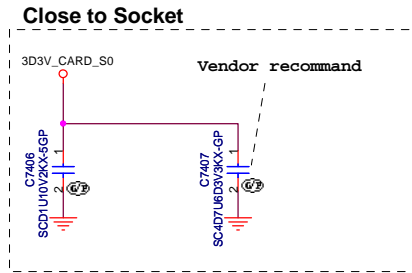 Close to Socket
3D3V_CARD_S0
Vendor recommand
C7406
SCD1U10V2KX-5GP
1
2
G/P
C7407
SC4D7U6D3V3KX-GP
1
2
G/P